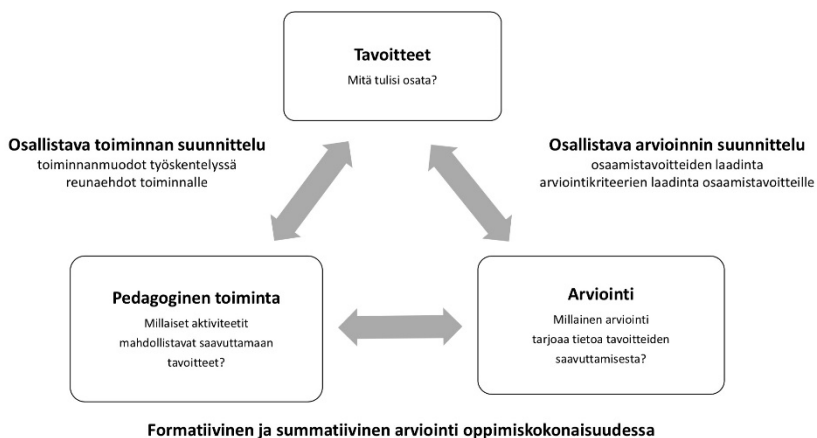 Tavoitteet
Mitä tulisi osata?
Osallistava toiminnan suunnittelu
toiminnanmuodot työskentelyssä
reunaehdot toiminnalle
Osallistava arvioinnin suunnittelu
osaamistavoitteiden laadinta
arviointikriteerien laadinta osaamistavoitteille
Pedagoginen toiminta
Millaiset aktiviteetit
mahdollistavat saavuttamaan
tavoitteet?
Arviointi
Millainen arviointi
tarjoaa tietoa tavoitteiden
saavuttamisesta?
Formatiivinen ja summatiivinen arviointi oppimiskokonaisuudessa